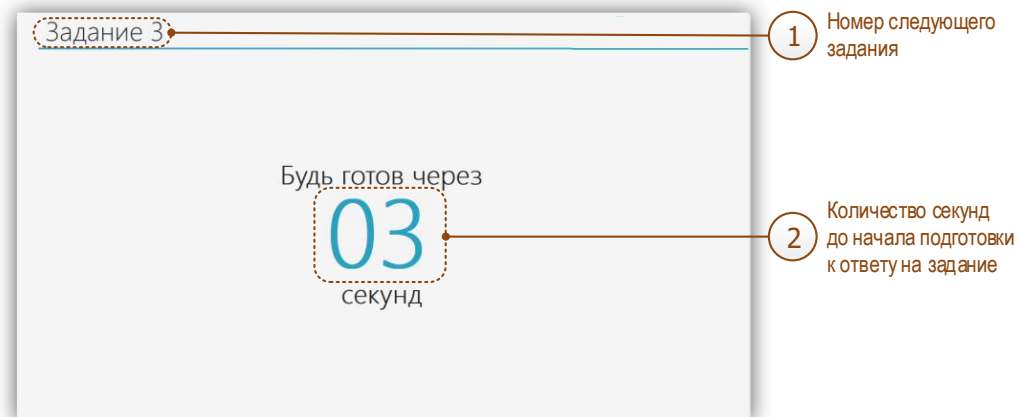 Задание 3
1
Номер следующего
задания
Будь готов через
03
секунд
2
Количество секунд
до начала подготовки
к ответу на задание